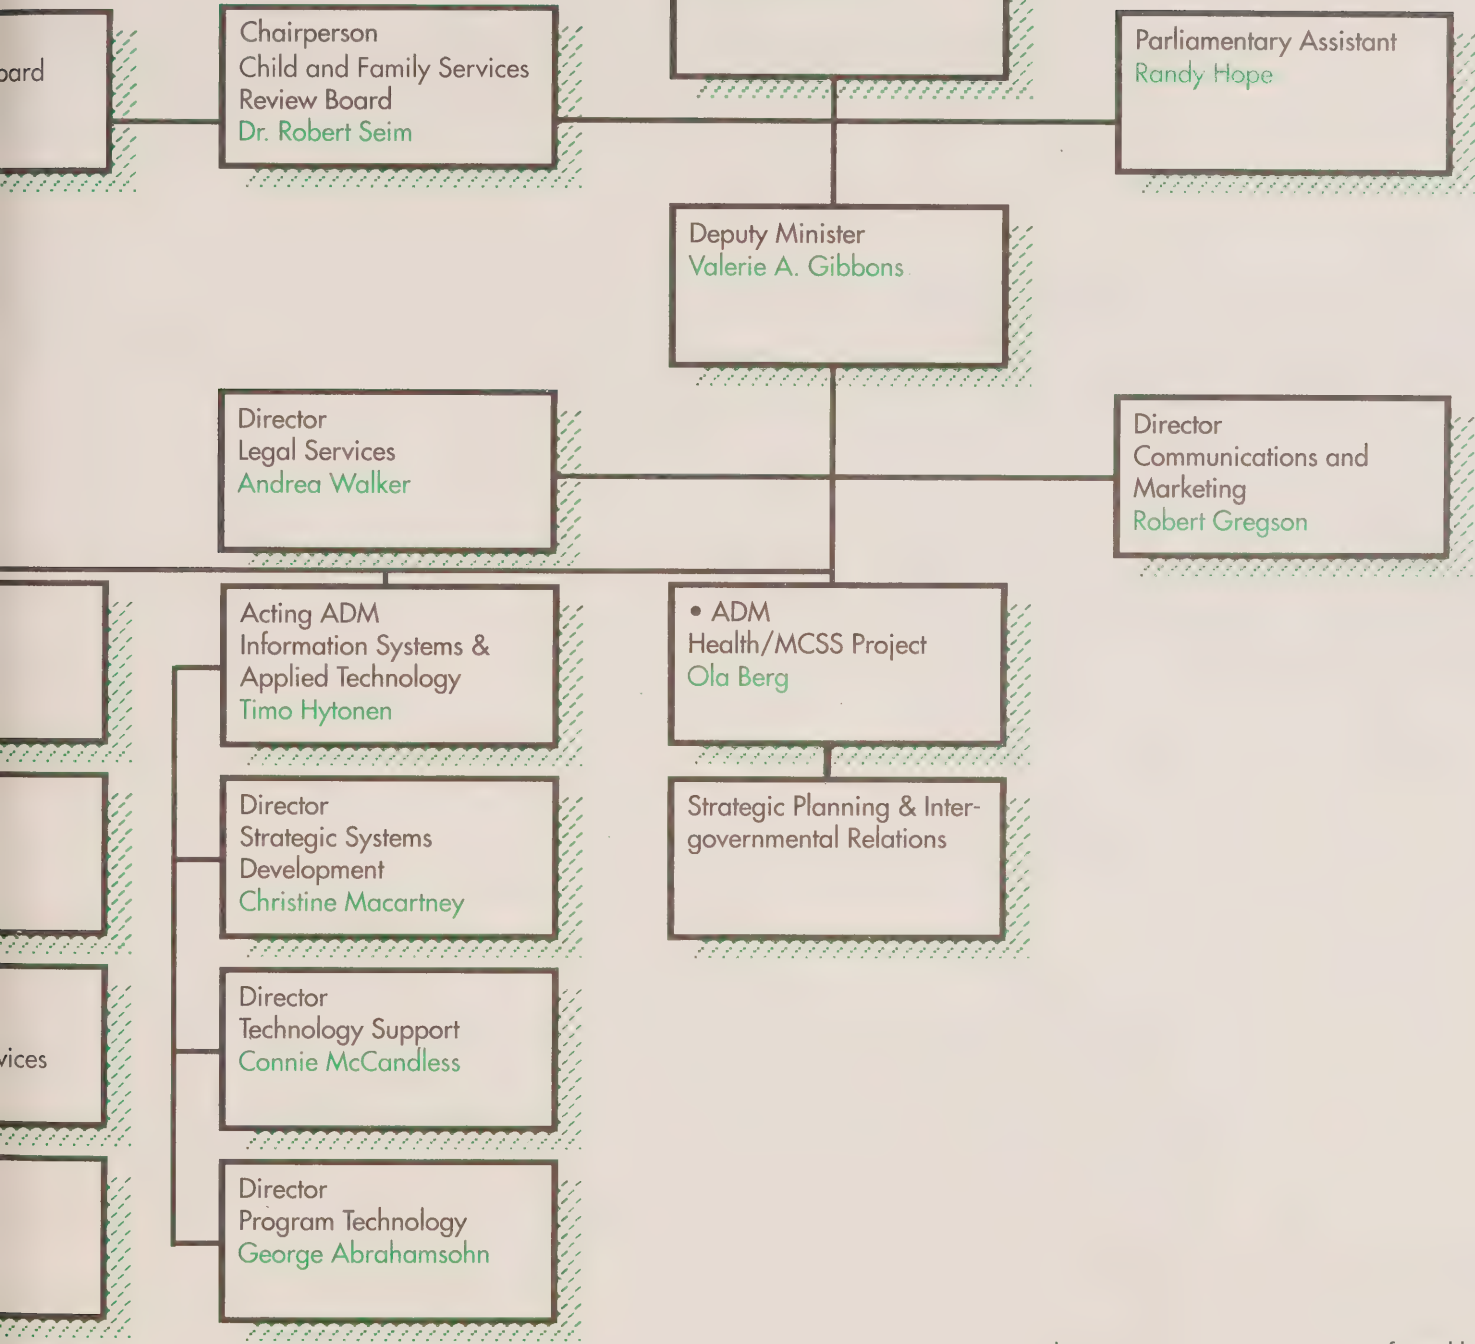 Chairperson
Child and Family Services
Review Board
Dr. Robert Seim
Parliamentary Assistant
Randy Hope
Deputy Minister
Valerie A. Gibbons
Director
Legal Services
Andrea Walker
Director
Communications and
Marketing
Robert Gregson
Acting ADM
Information Systems &
Applied Technology
Timo Hytonen
• ADM
Health/MCSS Project
Ola Berg
Director
Strategic Systems
Development
Christine Macartney
Strategic Planning & Inter-
governmental Relations
Director
Technology Support
Connie McCandless
Director
Program Technology
George Abrahamsohn